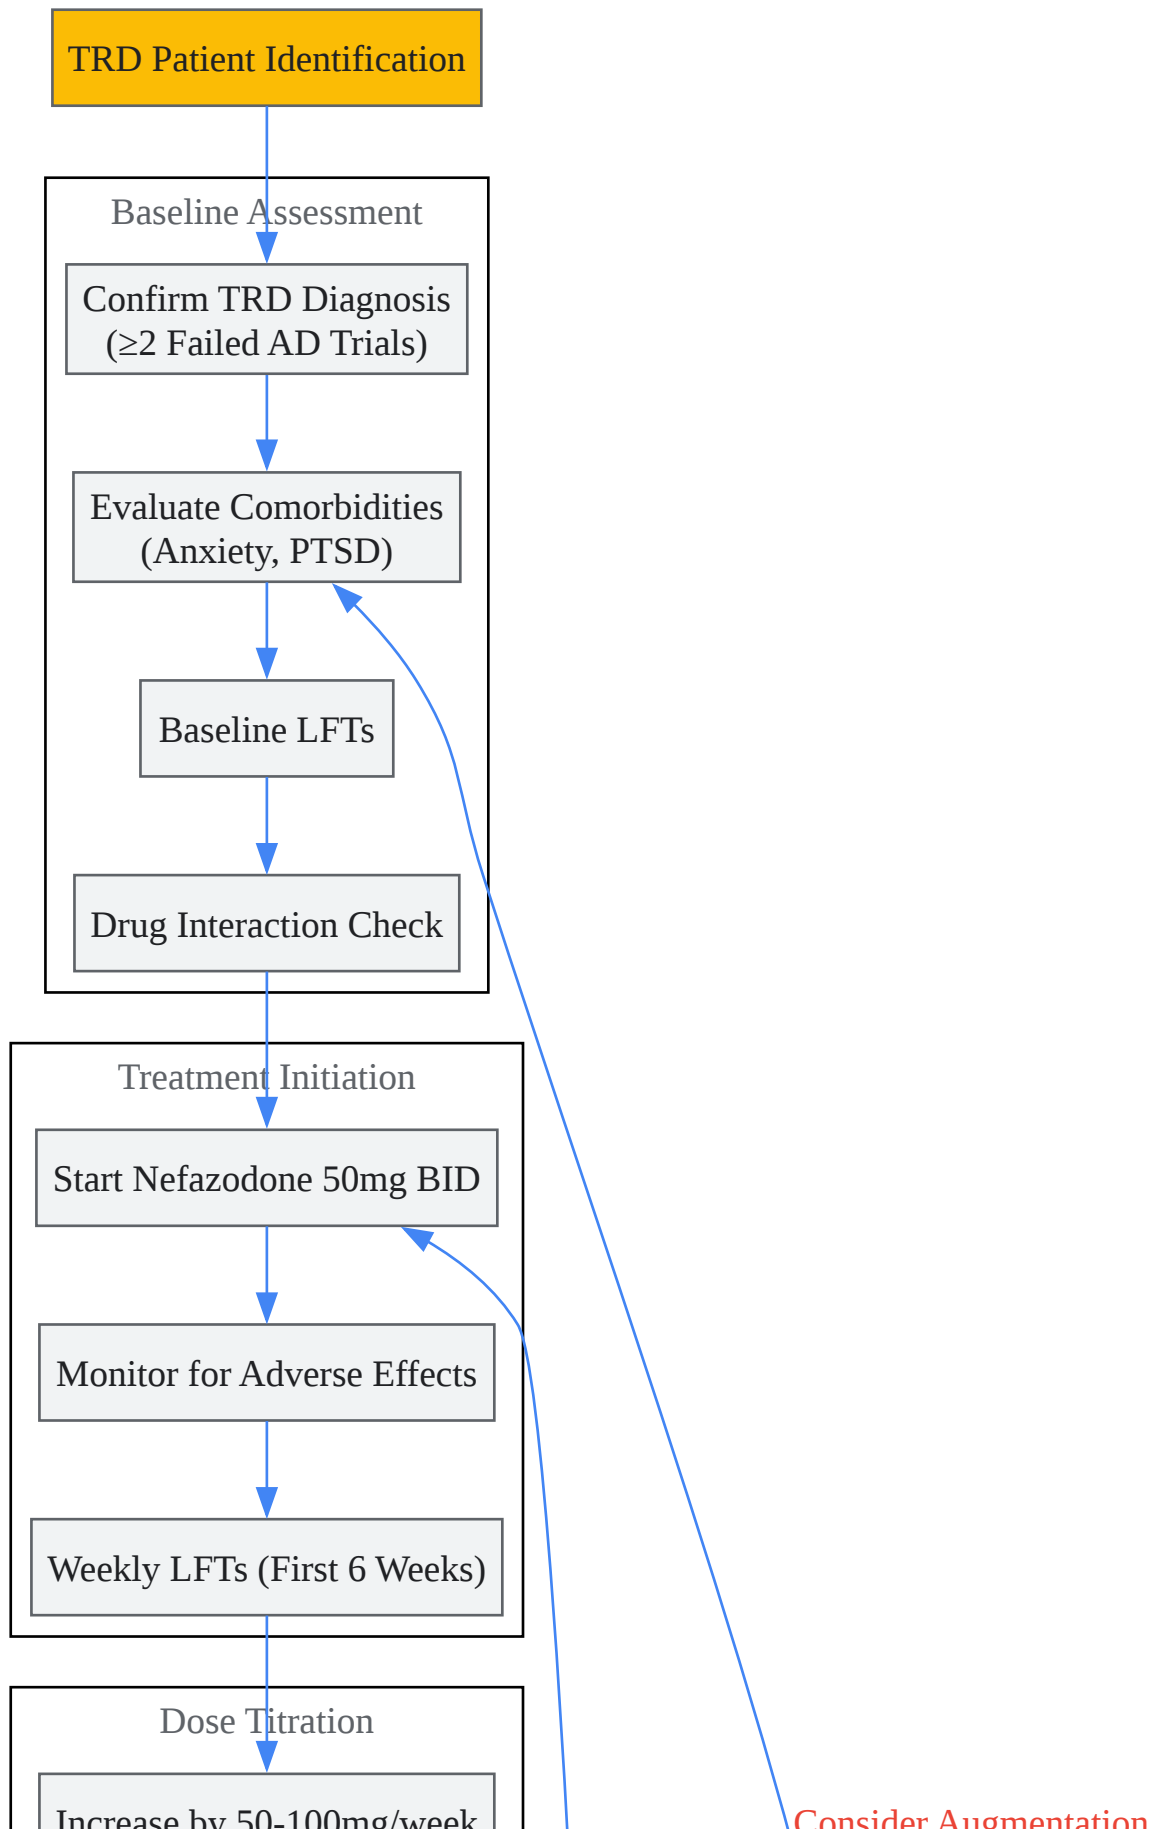 TRD Patient Identification
Baseline Assessment
Confirm TRD Diagnosis
(≥2 Failed AD Trials)
Evaluate Comorbidities
(Anxiety, PTSD)
Baseline LFTs
Drug Interaction Check
Treatment Initiation
Start Nefazodone 50mg BID
Monitor for Adverse Effects
Weekly LFTs (First 6 Weeks)
Dose Titration
Increase by 50-100mg/week
Consider Augmentation